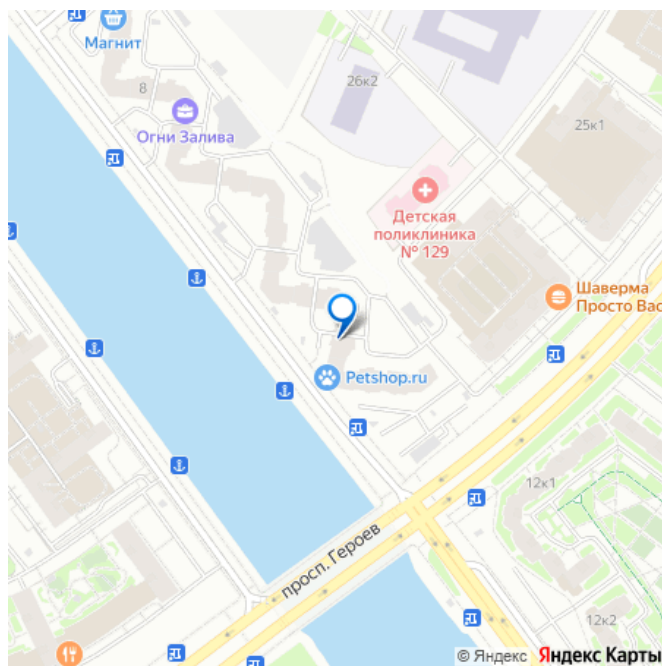 Магнит
8
26к2
Огни Залива
25к1
Детская
поликлиника
№ 129
Шаверма
Просто Вас
Petshop.ru
12к1
просп. Героев
12к2
© Яндекс Яндекс Карты